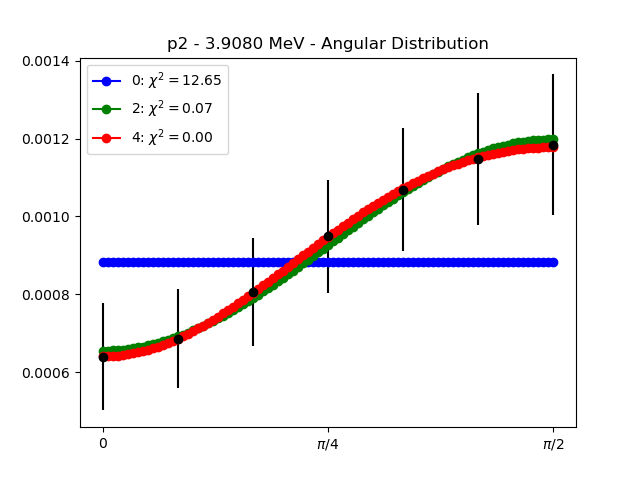 p2 - 3.9080 MeV - Angular Distribution
0: χ² = 12.65
2: χ² = 0.07
4: χ² = 0.00
0.0014
0.0012
0.0010
0.0008
0.0006
0 π/4 π/2